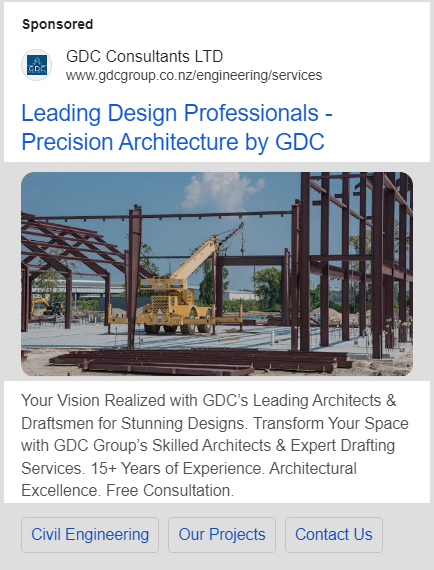 Sponsored
GDC
GDC Consultants LTD
www.gdcgroup.co.nz/engineering/services
Leading Design Professionals -
Precision Architecture by GDC
Your Vision Realized with GDC’s Leading Architects &
Draftsmen for Stunning Designs. Transform Your Space
with GDC Group’s Skilled Architects & Expert Drafting
Services. 15+ Years of Experience. Architectural
Excellence. Free Consultation.
Civil Engineering
Our Projects
Contact Us